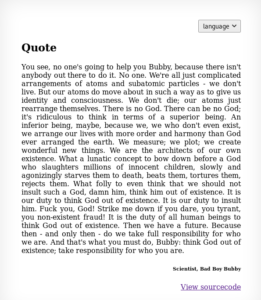 language
Quote
You see, no one's going to help you Bubby, because there isn't
anybody out there to do it. No one. We're all just complicated
arrangements of atoms and subatomic particles - we don't
live. But our atoms do move about in such a way as to give us
identity and consciousness. We don't die; our atoms just
rearrange themselves. There is no God. There can be no God;
it's ridiculous to think in terms of a superior being. An
inferior being, maybe, because we, we who don't even exist,
we arrange our lives with more order and harmony than God
ever arranged the earth. We measure; we plot; we create
wonderful new things. We are the architects of our own
existence. What a lunatic concept to bow down before a God
who slaughters millions of innocent children, slowly and
agonizingly starves them to death, beats them, tortures them,
rejects them. What folly to even think that we should not
insult such a God, damn him, think him out of existence. It is
our duty to think God out of existence. It is our duty to insult
him. Fuck you, God! Strike me down if you dare, you tyrant,
you non-existent fraud! It is the duty of all human beings to
think God out of existence. Then we have a future. Because
then - and only then - do we take full responsibility for who
we are. And that's what you must do, Bubby: think God out of
existence; take responsibility for who you are.
Scientist, Bad Boy Bubby
View sourcecode